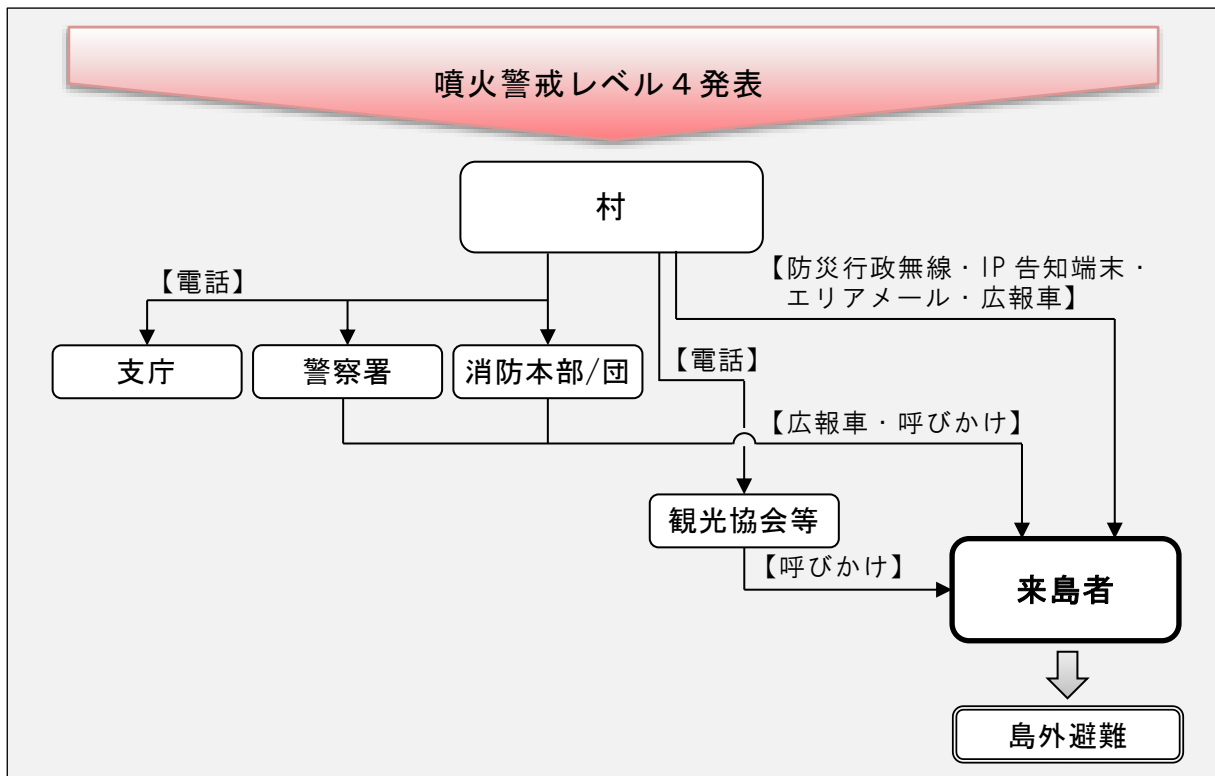 噴火警戒レベル４発表
村
【電話】
【防災行政無線・IP 告知端末・
エリアメール・広報車】
支庁
警察署
消防本部/団
【電話】
【広報車・呼びかけ】
観光協会等
【呼びかけ】
来島者
島外避難